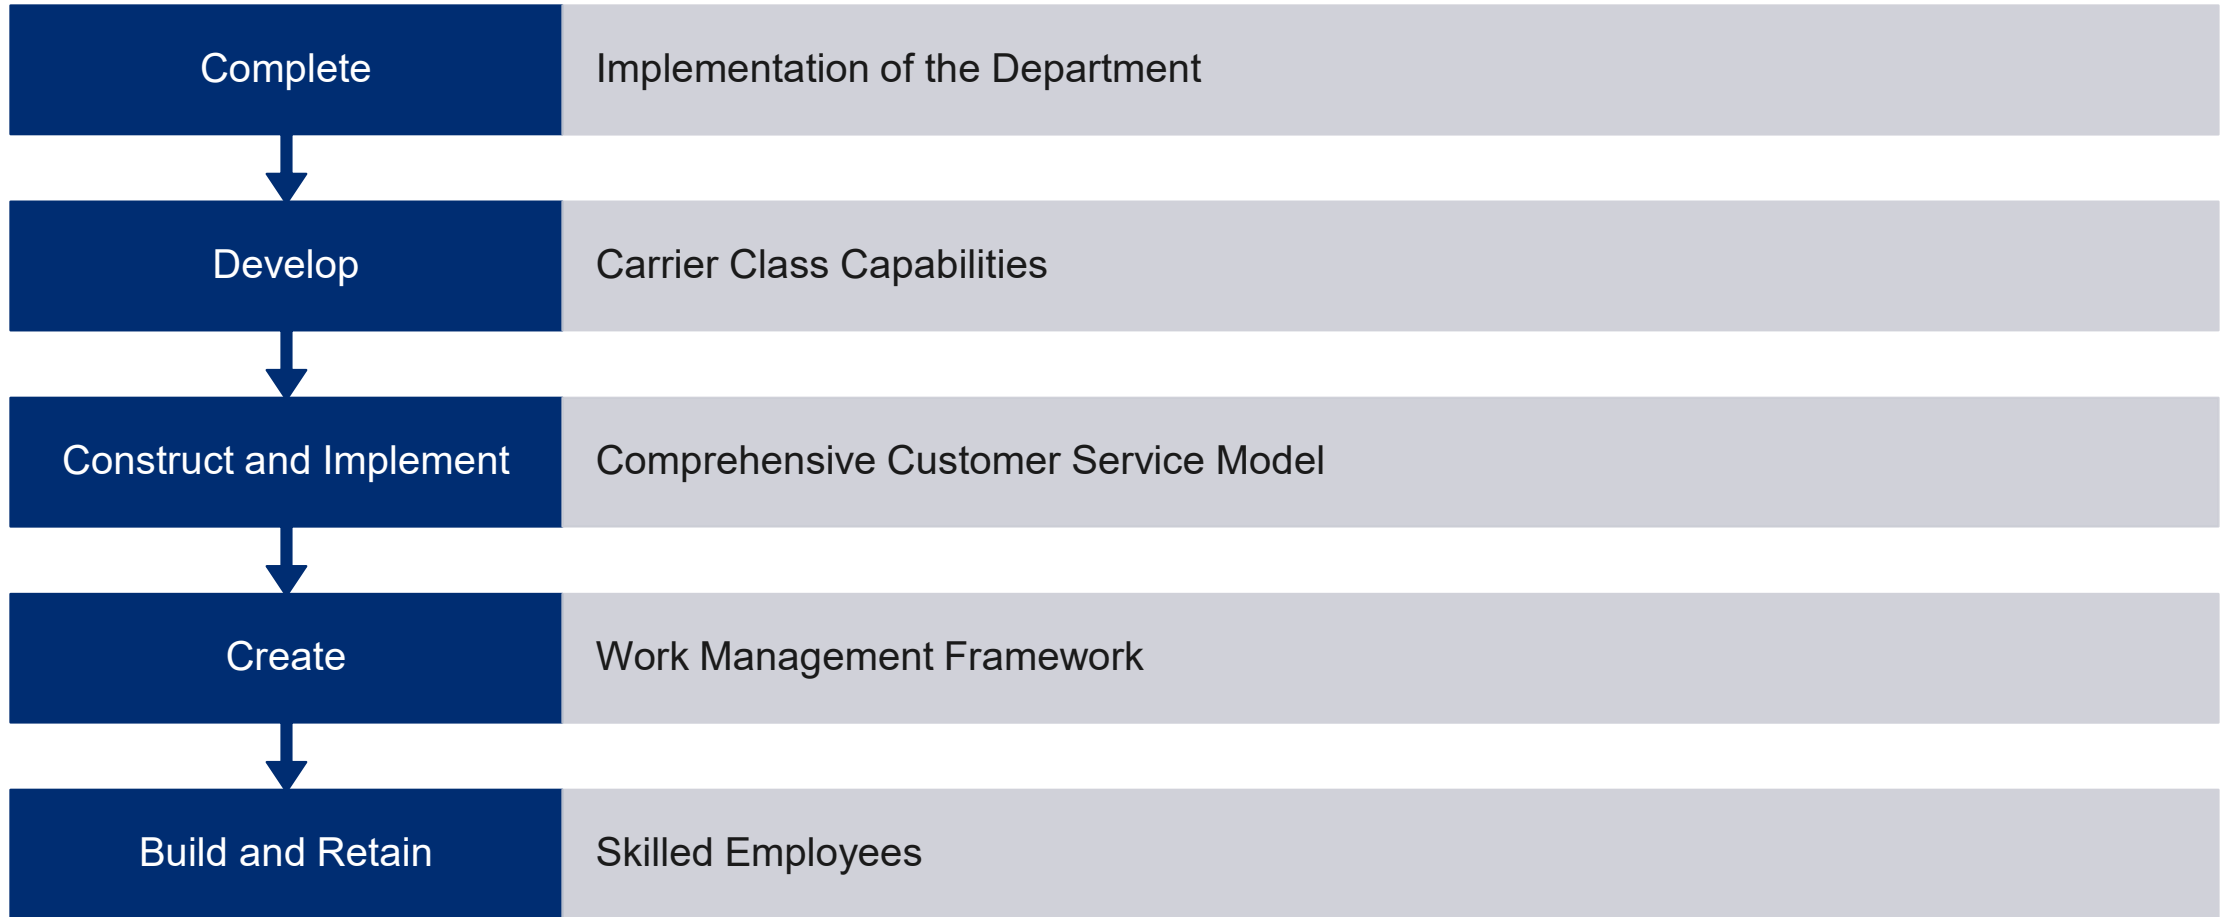 Complete
Implementation of the Department
Develop
Carrier Class Capabilities
Construct and Implement
Comprehensive Customer Service Model
Create
Work Management Framework
Build and Retain
Skilled Employees